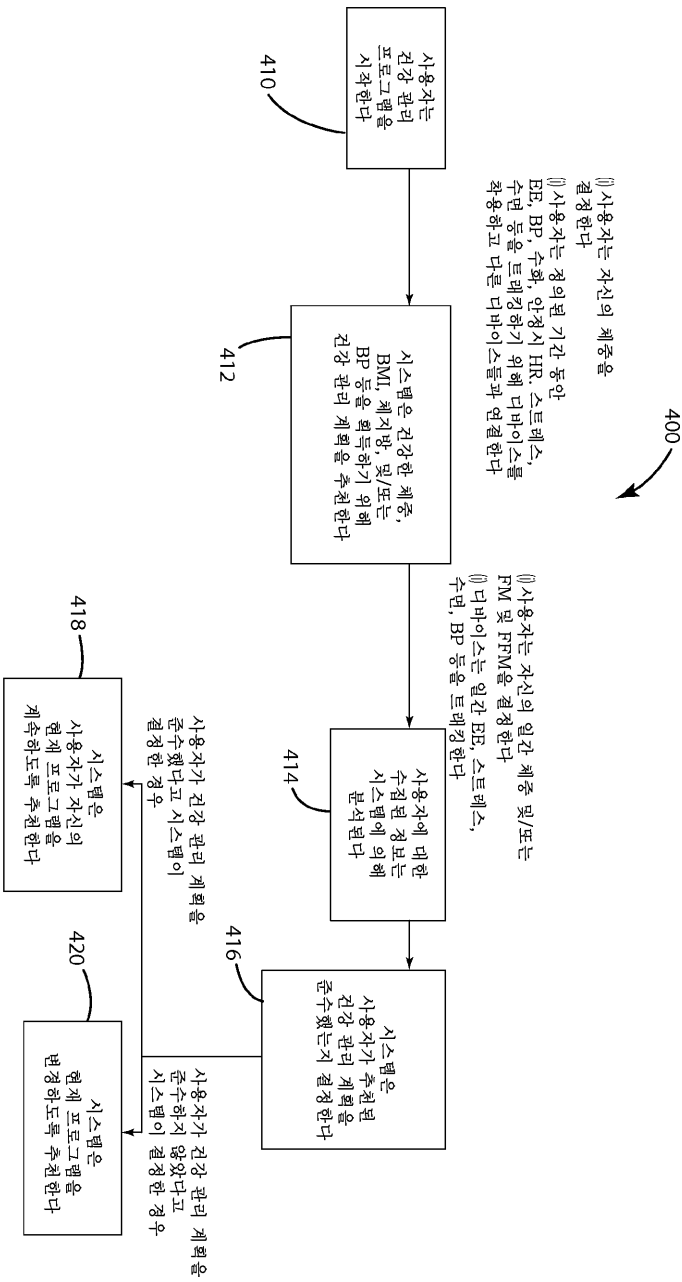 400
사용자는
건강 관리
프로그램을
시작한다
410
(i) 사용자는 자신의 체중을
결정한다
(i) 사용자는 정의된 기간 동안
EE, BP, 수화, 안정시 HR. 스트레스,
수면 등을 트래킹하기 위해 디바이스를
착용하고 다른 디바이스들과 연결한다
시스템은 건강한 체중,
BMI, 체지방, 및/또는
BP 등을 획득하기 위해
건강 관리 계획을 추천한다
412
(i) 사용자는 자신의 일간 체중 및/또는
FM 및 FFM을 결정한다
(i) 디바이스는 일간 EE, 스트레스,
수면, BP 등을 트래킹한다
사용자에 대한
수집된 정보는
시스템에 의해
분석된다
414
시스템은
사용자가 추천된
건강 관리 계획을
준수했는지 결정한다
416
사용자가 건강 관리 계획을
준수했다고 시스템이
결정한 경우
사용자가 건강 관리 계획을
준수하지 않았다고
시스템이 결정한 경우
418
시스템은
사용자가 자신의
현재 프로그램을
계속하도록 추천한다
420
시스템은
현재 프로그램을
변경하도록 추천한다